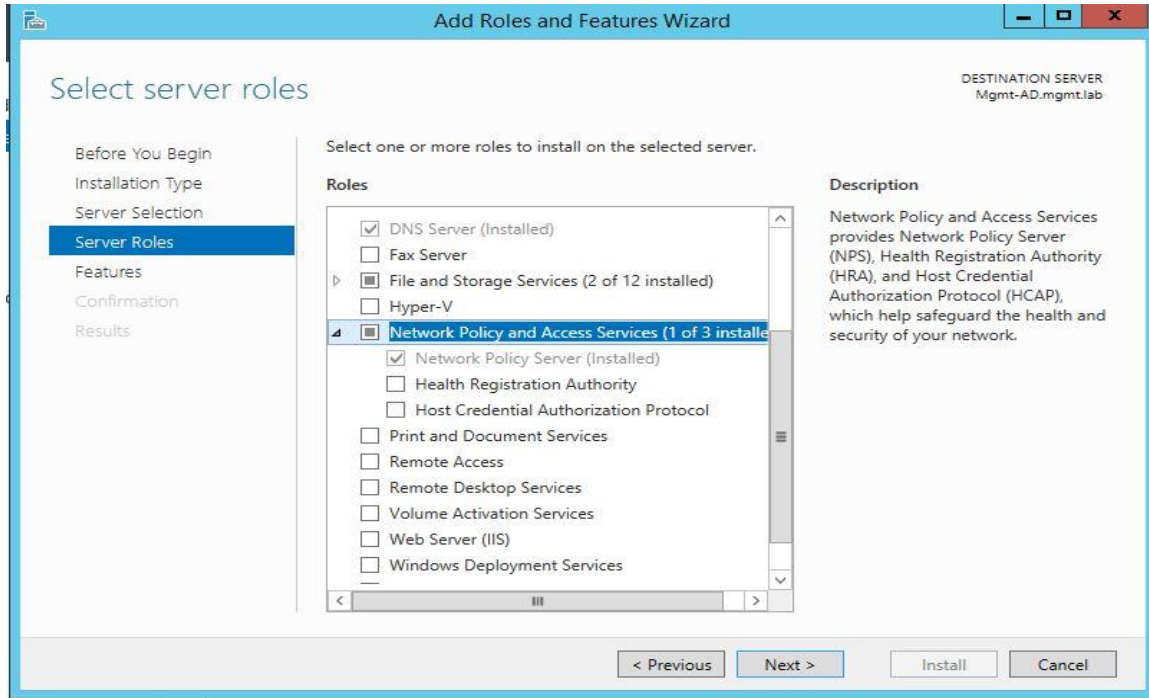 Add Roles and Features Wizard
Select server roles
DESTINATION SERVER
Mgmt-AD.mgmt.lab
Before You Begin
Installation Type
Server Selection
Server Roles
Features
Confirmation
Results
Select one or more roles to install on the selected server.
Roles
DNS Server (Installed)
Fax Server
File and Storage Services (2 of 12 installed)
Hyper-V
Network Policy and Access Services (1 of 3 installe
Network Policy Server (Installed)
Health Registration Authority
Host Credential Authorization Protocol
Print and Document Services
Remote Access
Remote Desktop Services
Volume Activation Services
Web Server (IIS)
Windows Deployment Services
Description
Network Policy and Access Services
provides Network Policy Server
(NPS), Health Registration Authority
(HRA), and Host Credential
Authorization Protocol (HCAP),
which help safeguard the health and
security of your network.
< Previous
Next >
Install
Cancel